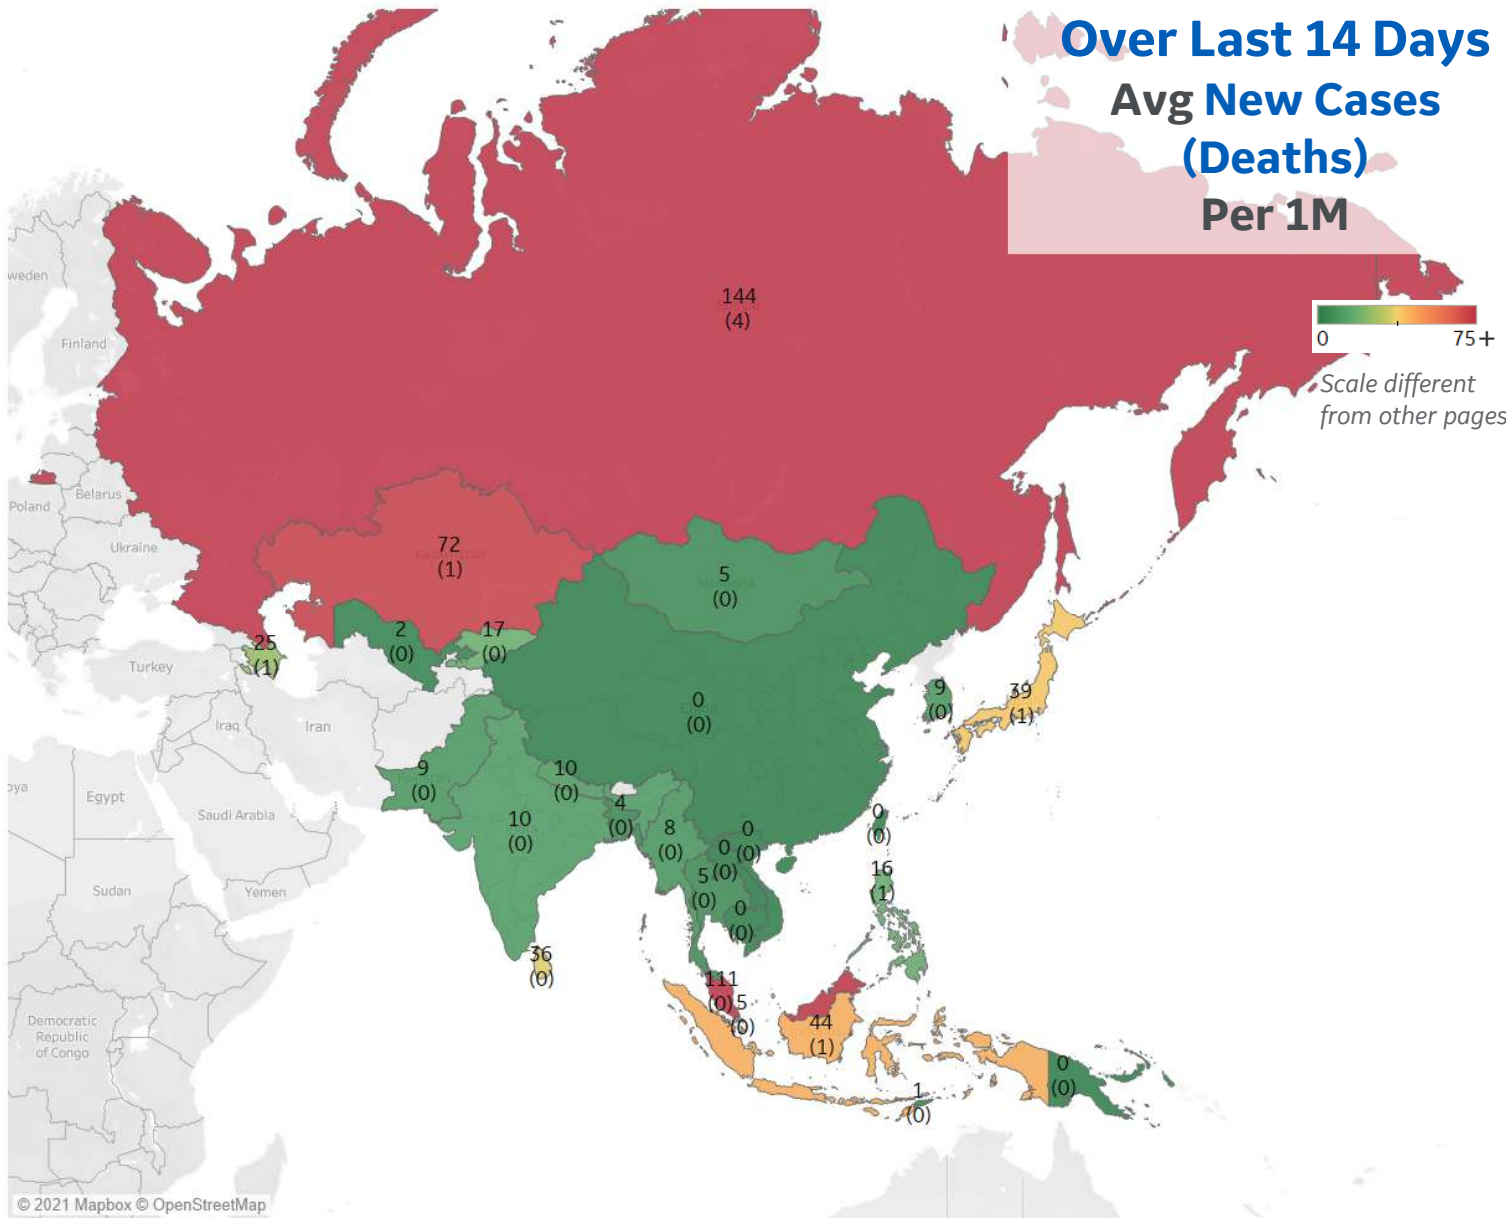 Over Last 14 Days
Avg New Cases
(Deaths)
Per 1M
weden
144
(4)
0
75+
Finland
Scale different
from other pages
Belarus
Poland
Ukraine
72
(1)
5
(0)
2
(0)
17
(0)
25
(1)
Turkey
9
(0)
39
(1)
0
(0)
Iraq
Iran
9
(0)
10
(0)
oya
Egypt
Saudi Arabia
4
(0)
0
(0)
10
(0)
8
(0)
0
(0)
0
(0)
16
(1)
5
(0)
Sudan
Yemen
0
(0)
36
(0)
111
(0)
5
(0)
44
(1)
Democratic
Republic
of Congo
0
(0)
1
(0)
© 2021 Mapbox © OpenStreetMap